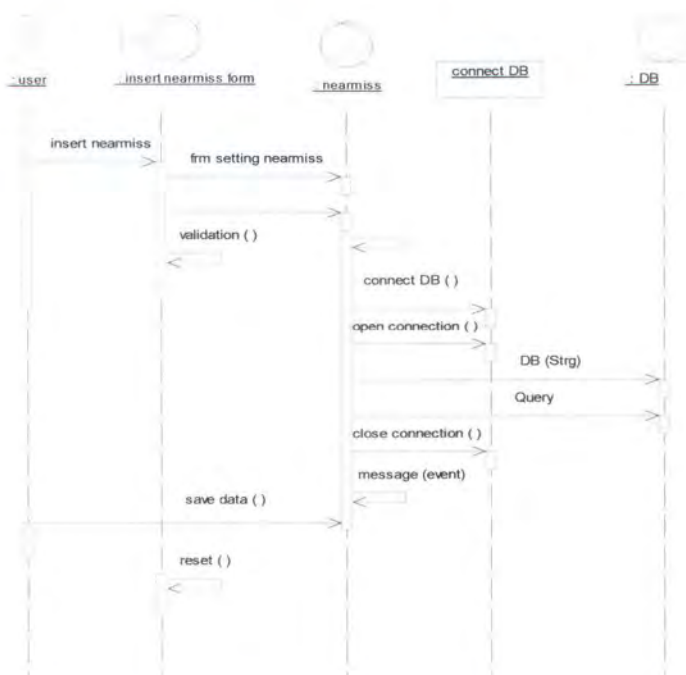 : user
: insert nearmiss form
: nearmiss
connect DB
: DB
insert nearmiss
frm setting nearmiss
validation ( )
connect DB ( )
open connection ( )
DB (Strg)
Query
close connection ( )
message (event)
save data ( )
reset ( )